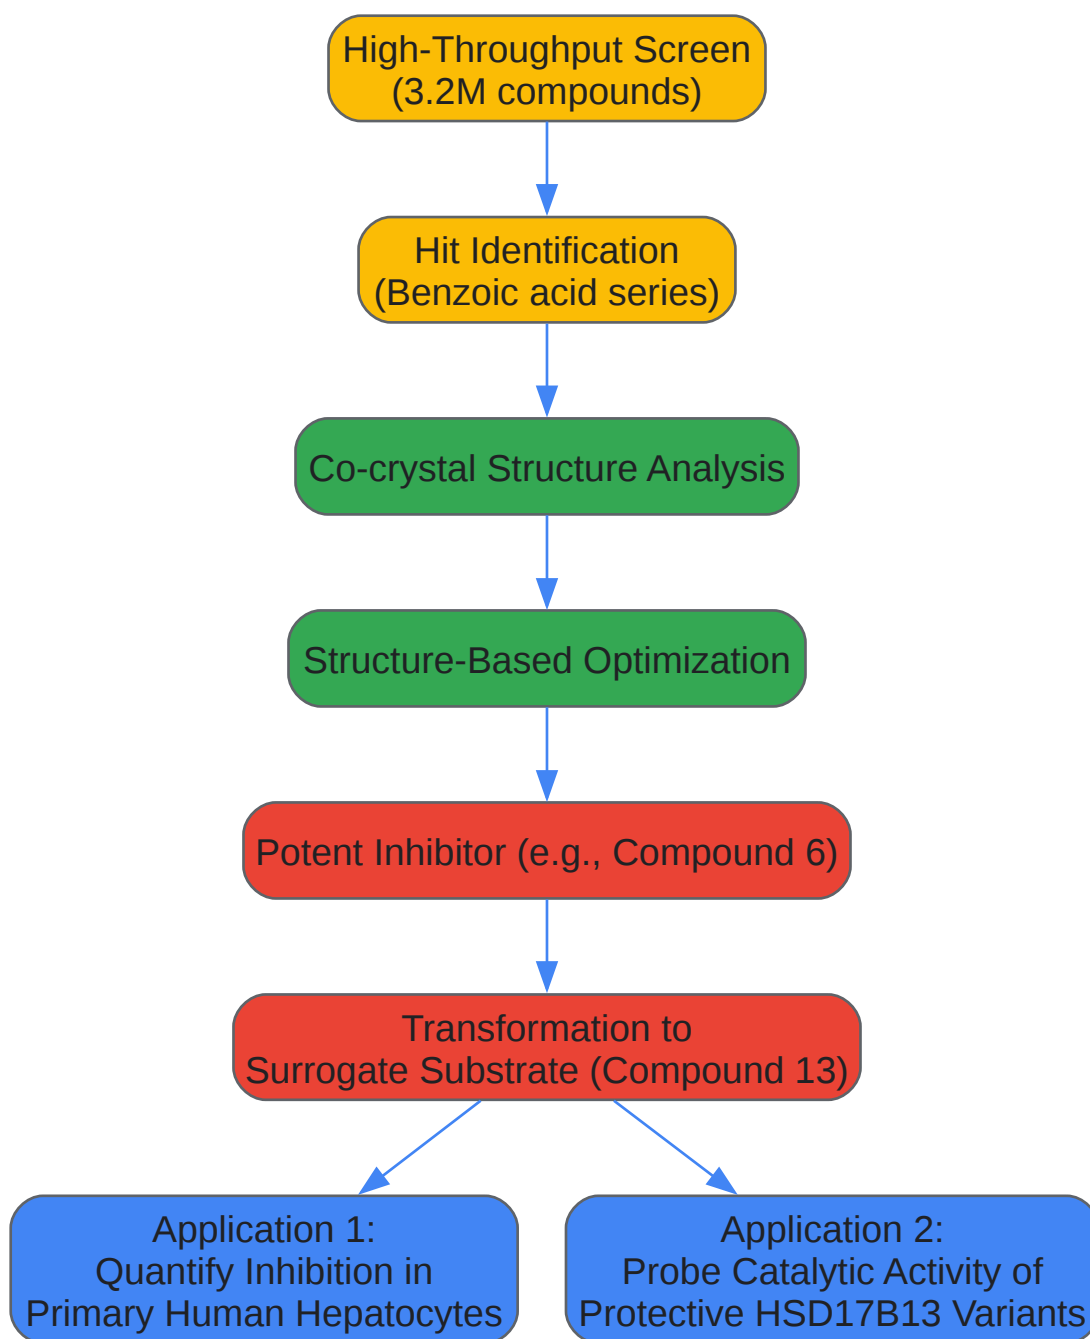 High-Throughput Screen
(3.2M compounds)
Hit Identification
(Benzoic acid series)
Co-crystal Structure Analysis
Structure-Based Optimization
Potent Inhibitor (e.g., Compound 6)
Transformation to
Surrogate Substrate (Compound 13)
Application 1:
Quantify Inhibition in
Primary Human Hepatocytes
Application 2:
Probe Catalytic Activity of
Protective HSD17B13 Variants